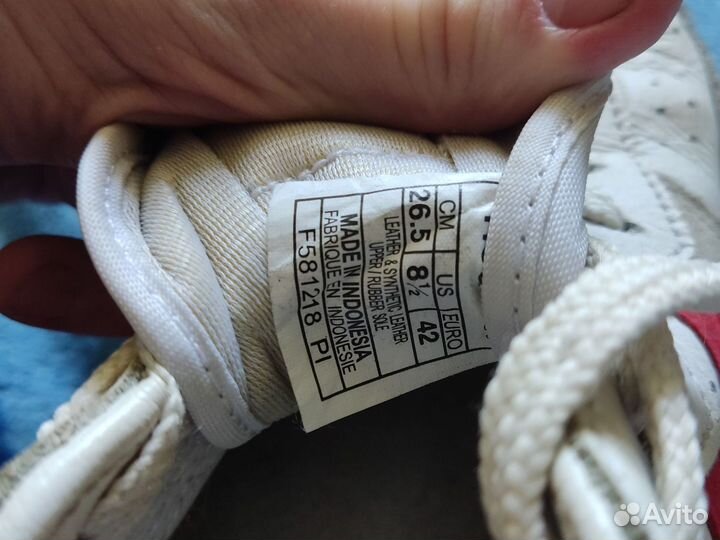 CM US EURO
26.5 8½ 42
LEATHER & SYNTHETIC LEATHER
UPPER / RUBBER SOLE
MADE IN INDONESIA
FABRIQUE EN INDONESIE
F581218 PI
Avito